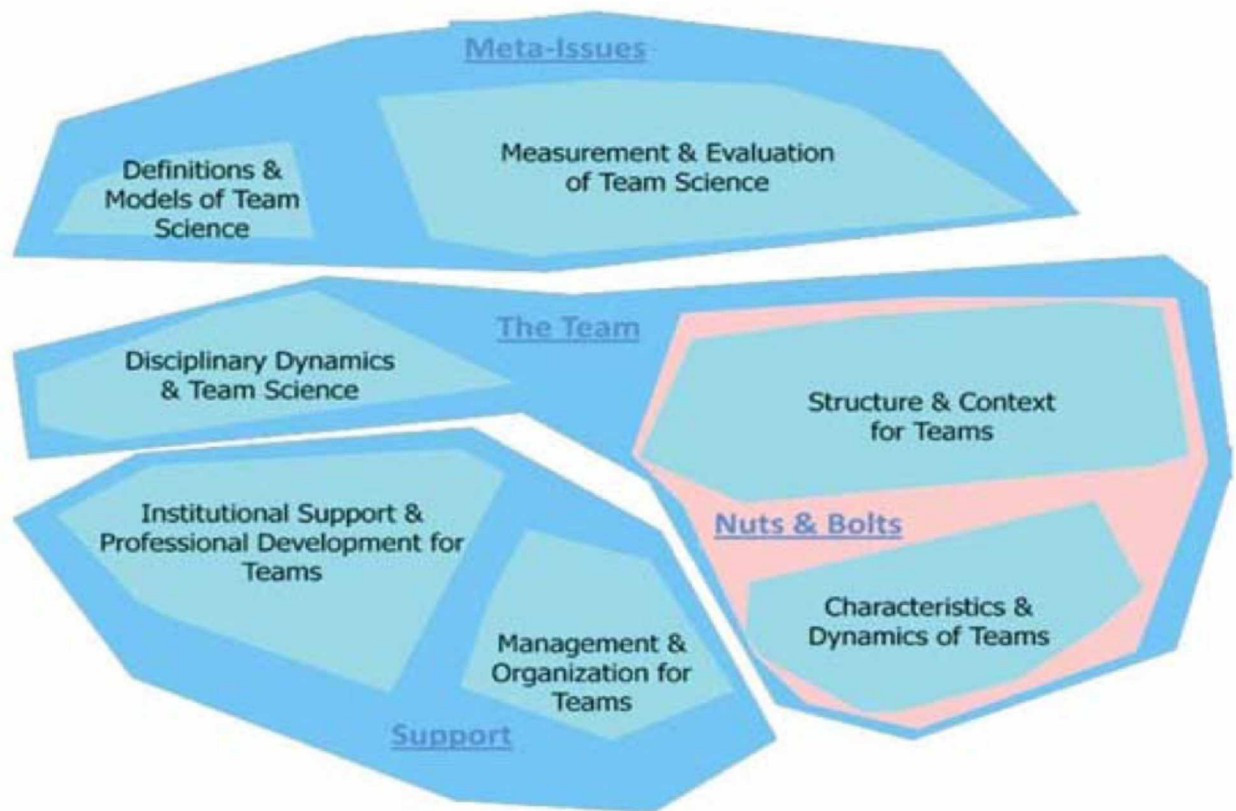 Meta-Issues
Definitions &
Models of Team
Science
Measurement & Evaluation
of Team Science
The Team
Disciplinary Dynamics
& Team Science
Structure & Context
for Teams
Nuts & Bolts
Characteristics &
Dynamics of Teams
Institutional Support &
Professional Development for
Teams
Management &
Organization for
Teams
Support